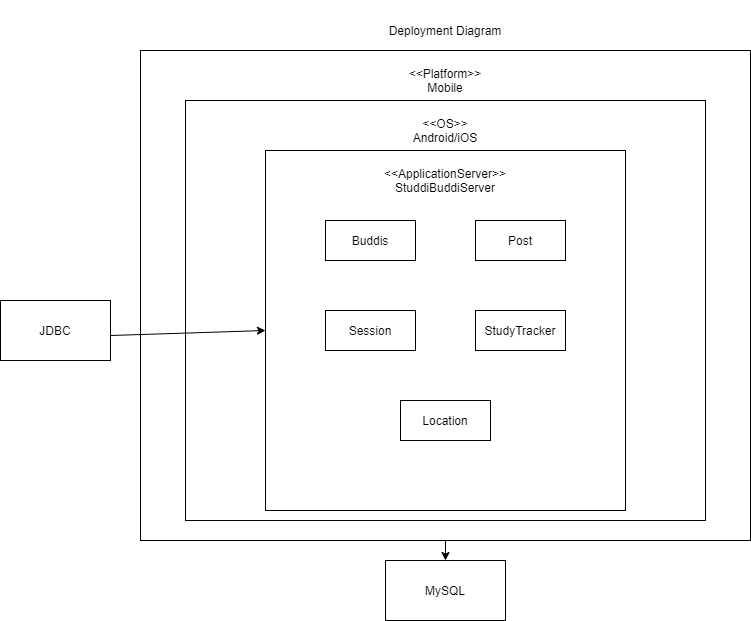 Deployment Diagram
<<Platform>>
Mobile
<<OS>>
Android/iOS
<<ApplicationServer>>
StuddiBuddiServer
Buddis
Post
JDBC
Session
StudyTracker
Location
MySQL